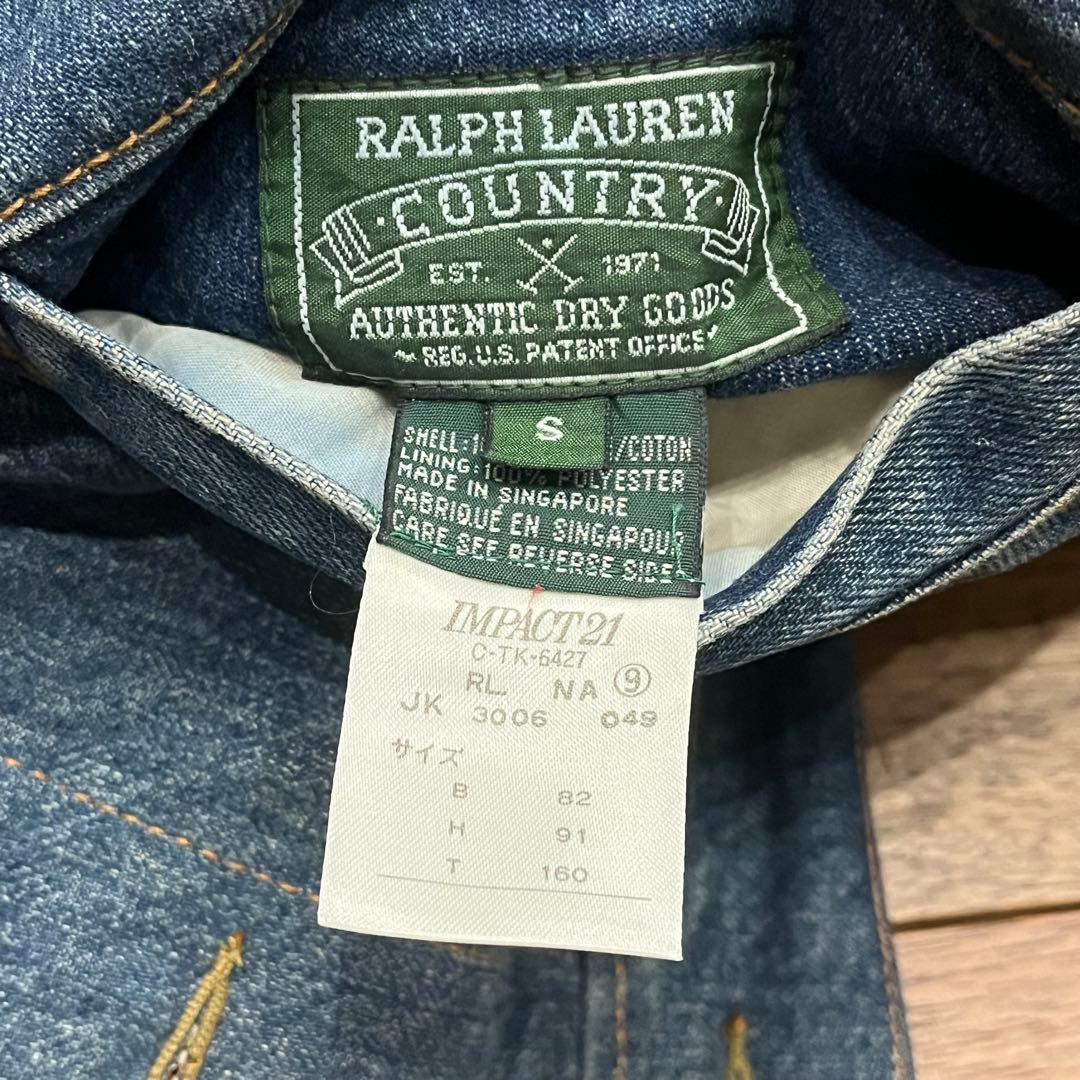 RALPH LAUREN
·COUNTRY·
EST. 1971
AUTHENTIC DRY GOODS
~ REG. U.S. PATENT OFFICE
S
SHELL: /COTON
LINING: 100% POLYESTER
MADE IN SINGAPORE
FABRIQUÉ EN SINGAPOUR
CARE SEE REVERSE SIDE
IMPACT 21
C-TK-6427
RL NA ⑨
JK 3006 049
サイズ
B 82
H 91
T 160